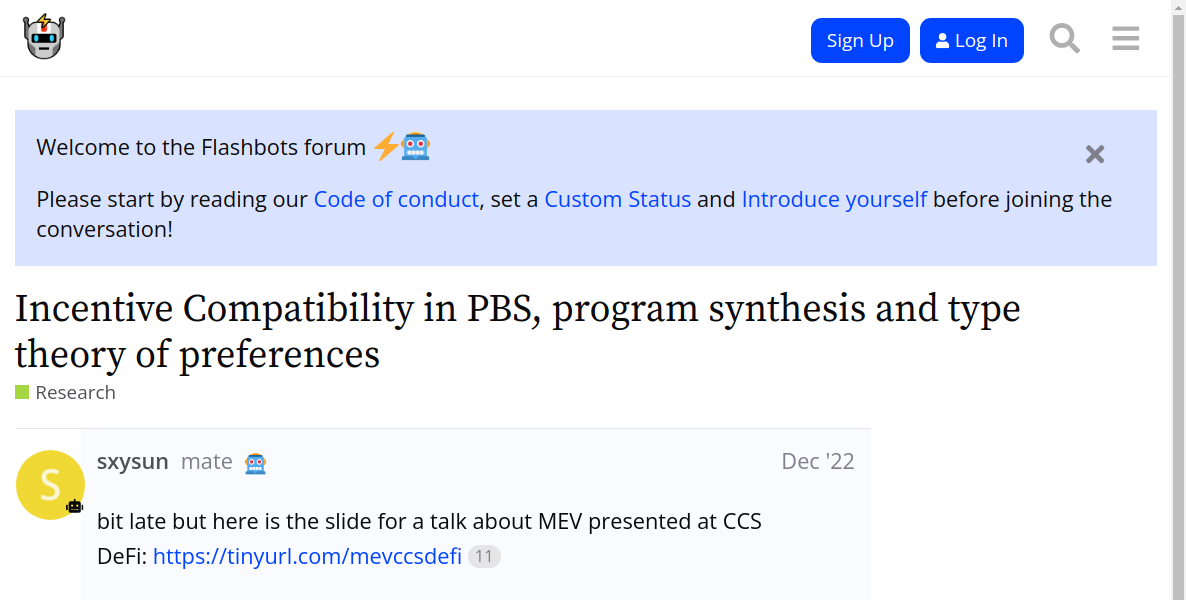 Sign Up
Log In
Welcome to the Flashbots forum
Please start by reading our Code of conduct, set a Custom Status and Introduce yourself before joining the
conversation!
Incentive Compatibility in PBS, program synthesis and type
theory of preferences
Research
S
sxysun mate Dec '22
bit late but here is the slide for a talk about MEV presented at CCS
DeFi: https://tinyurl.com/mevccsdefi 11